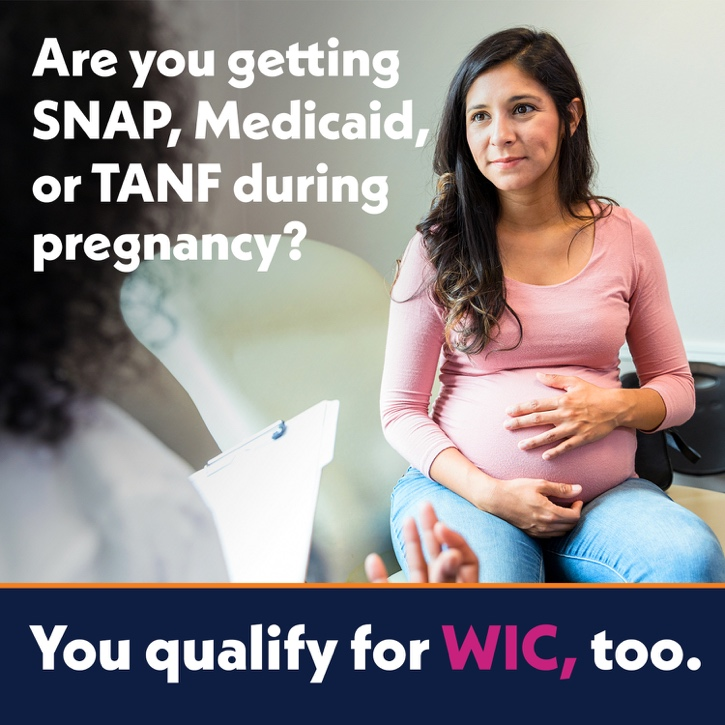 Are you getting
SNAP, Medicaid,
or TANF during
pregnancy?
You qualify for WIC, too.